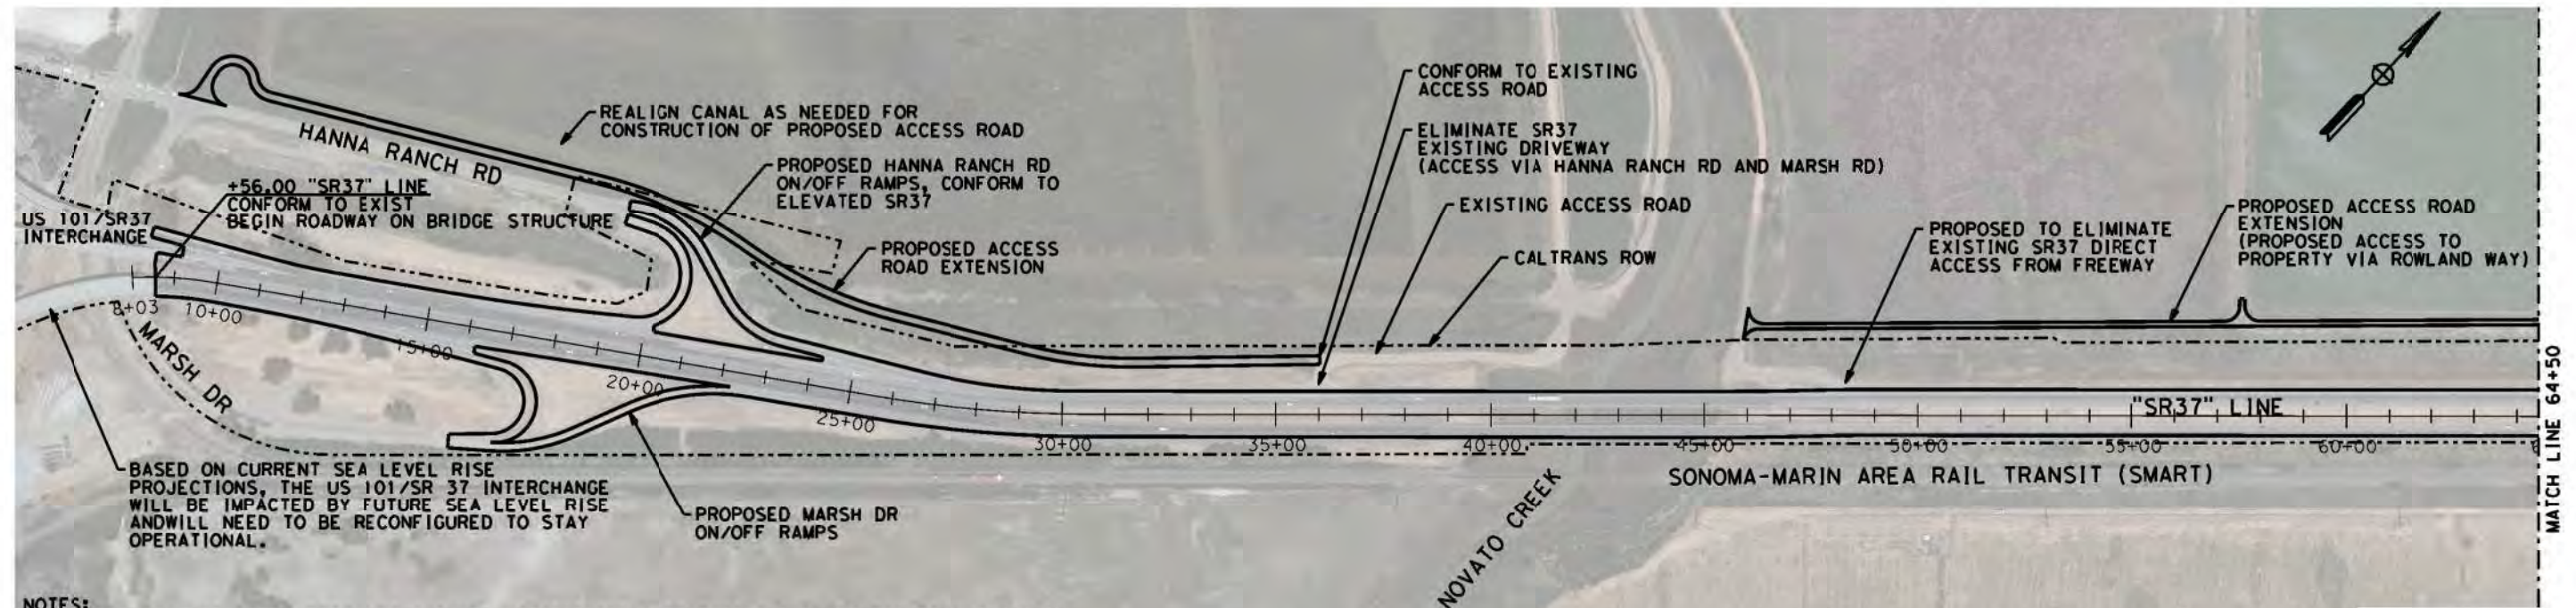 REALIGN CANAL AS NEEDED FOR
CONSTRUCTION OF PROPOSED ACCESS ROAD
HANNA RANCH RD
+56.00 "SR37" LINE
CONFORM TO EXIST
BEGIN ROADWAY ON BRIDGE STRUCTURE
US 101/SR37
INTERCHANGE
PROPOSED HANNA RANCH RD
ON/OFF RAMPS, CONFORM TO
ELEVATED SR37
PROPOSED ACCESS
ROAD EXTENSION
CONFORM TO EXISTING
ACCESS ROAD
ELIMINATE SR37
EXISTING DRIVEWAY
(ACCESS VIA HANNA RANCH RD AND MARSH RD)
EXISTING ACCESS ROAD
CALTRANS ROW
PROPOSED TO ELIMINATE
EXISTING SR37 DIRECT
ACCESS FROM FREEWAY
PROPOSED ACCESS ROAD
EXTENSION
(PROPOSED ACCESS TO
PROPERTY VIA ROWLAND WAY)
8+03
10+00
15+00
20+00
25+00
30+00
35+00
40+00
45+00
50+00
55+00
60+00
"SR37" LINE
MATCH LINE 64+50
MARSH DR
BASED ON CURRENT SEA LEVEL RISE
PROJECTIONS, THE US 101/SR 37 INTERCHANGE
WILL BE IMPACTED BY FUTURE SEA LEVEL RISE
ANDWILL NEED TO BE RECONFIGURED TO STAY
OPERATIONAL.
PROPOSED MARSH DR
ON/OFF RAMPS
NOVATO CREEK
SONOMA-MARIN AREA RAIL TRANSIT (SMART)
NOTES: